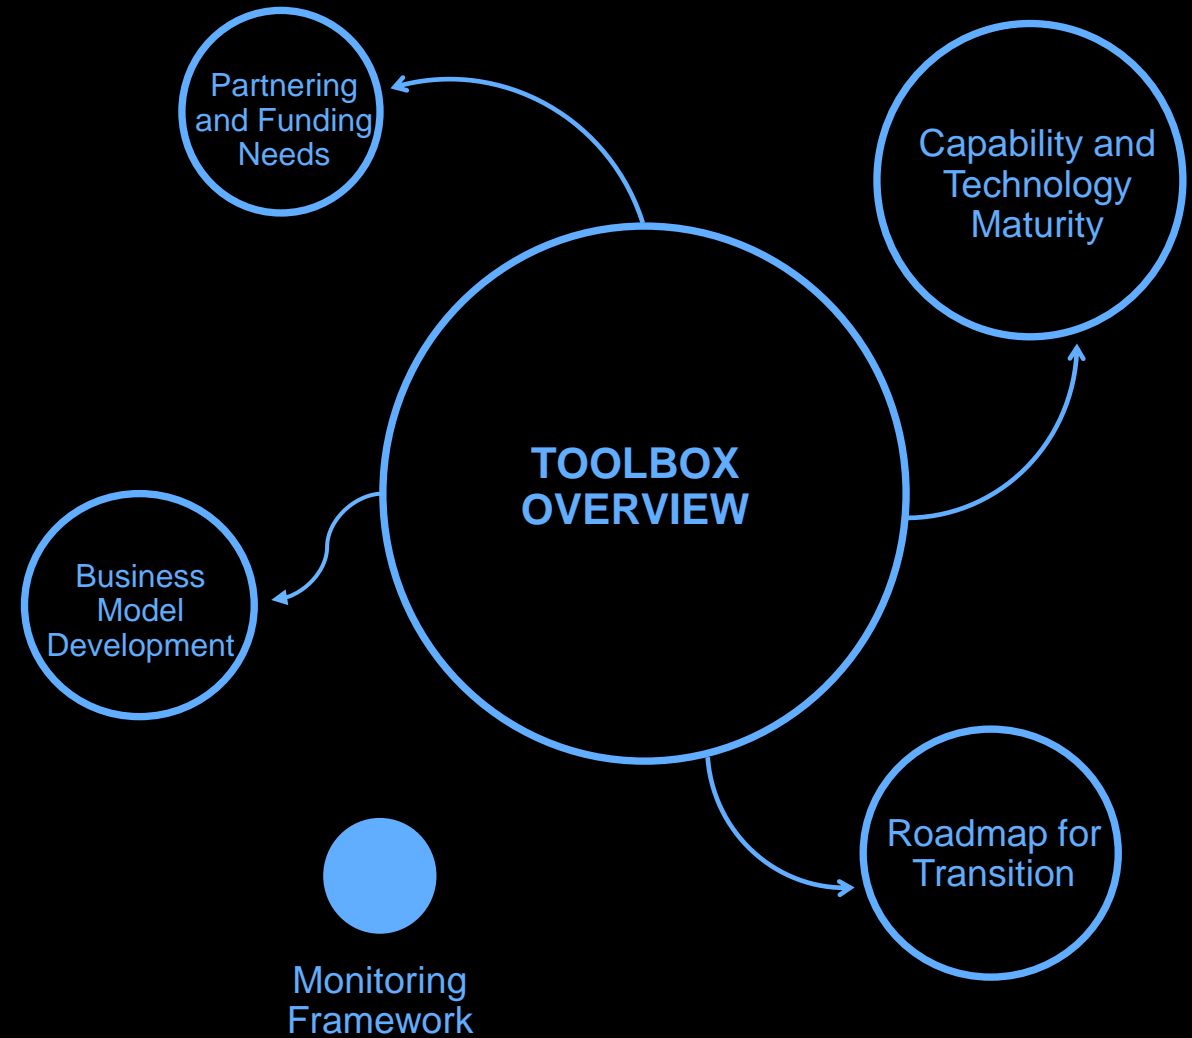 Partnering
and Funding
Needs
Capability and
Technology
Maturity
TOOLBOX
OVERVIEW
Business
Model
Development
Roadmap for
Transition
Monitoring
Framework